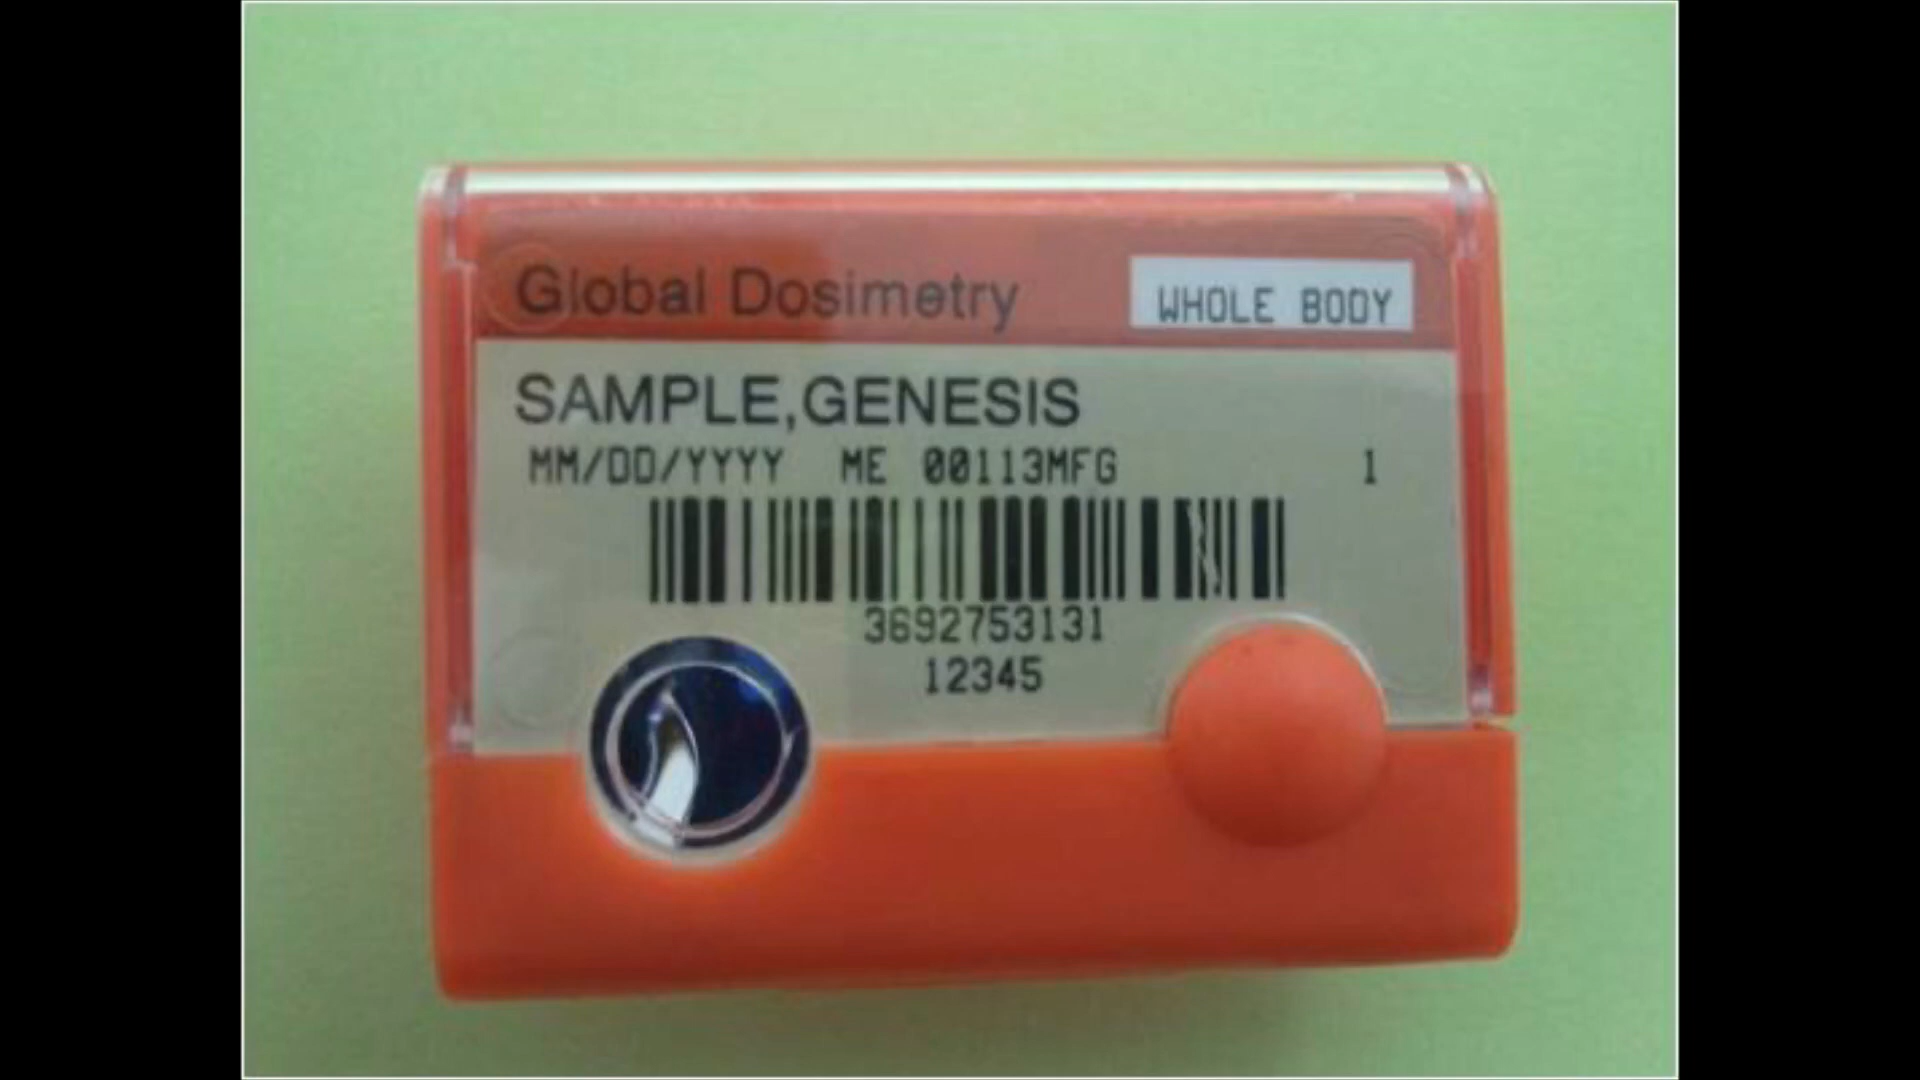 Global Dosimetry
WHOLE BODY
SAMPLE,GENESIS
MM/DD/YYYY ME 00113MFG 1
3692753131
12345